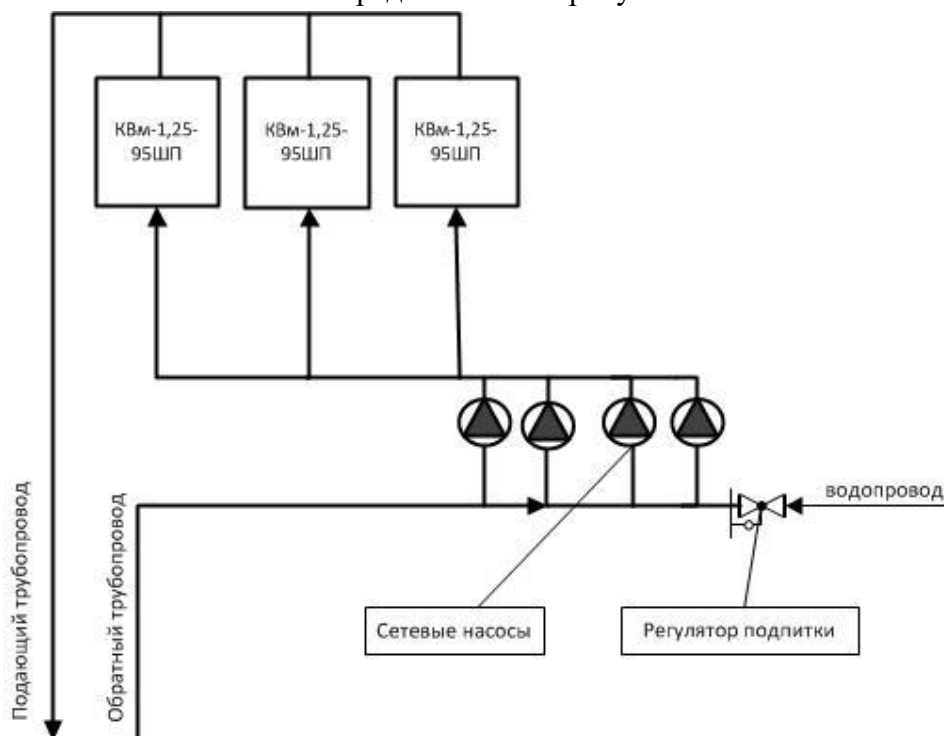 КВм-1,25-
95ШП
КВм-1,25-
95ШП
КВм-1,25-
95ШП
водопровод
Подающий трубопровод
Обратный трубопровод
Сетевые насосы
Регулятор подпитки